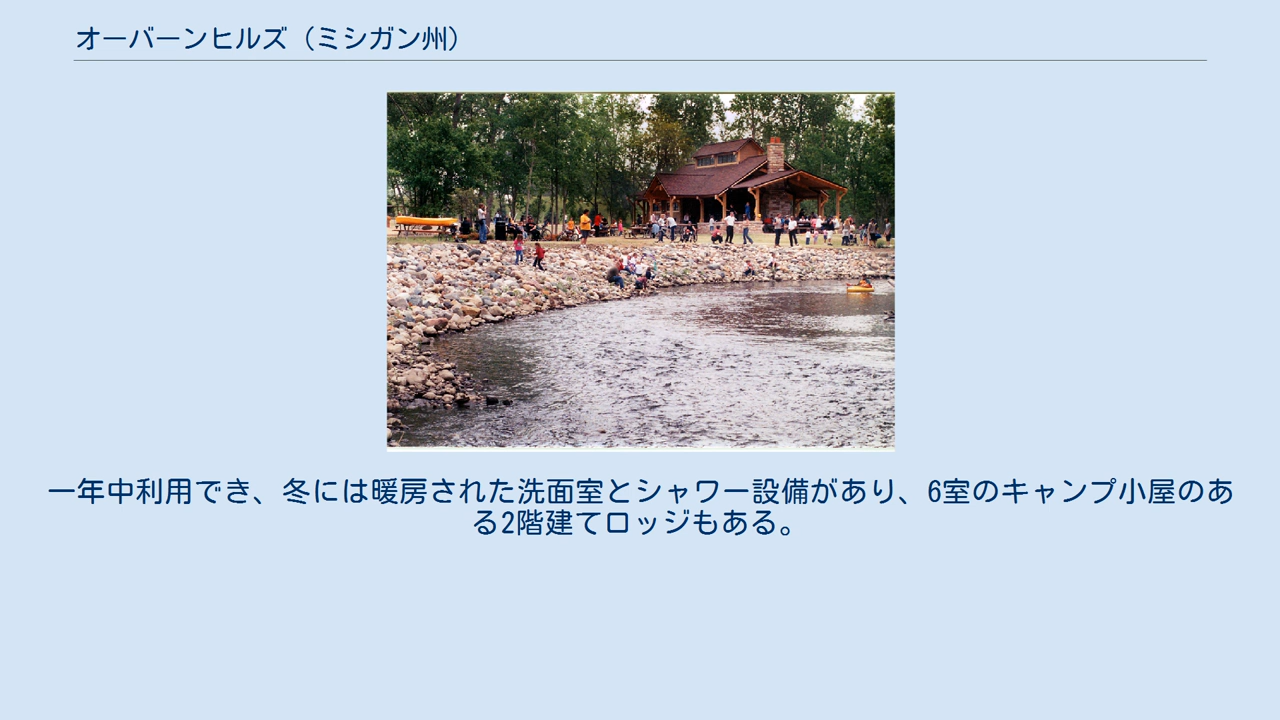 オーバーンヒルズ（ミシガン州）
一年中利用でき、冬には暖房された洗面室とシャワー設備があり、6室のキャンプ小屋のあ
る2階建てロッジもある。